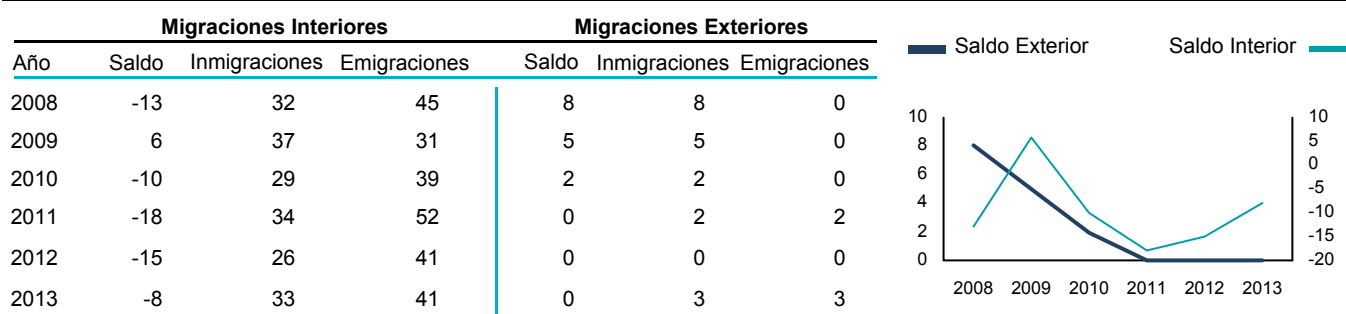 Migraciones Interiores Migraciones Exteriores
Año Saldo Inmigraciones Emigraciones Saldo Inmigraciones Emigraciones
2008 -13 32 45 8 8 0
2009 6 37 31 5 5 0
2010 -10 29 39 2 2 0
2011 -18 34 52 0 2 2
2012 -15 26 41 0 0 0
2013 -8 33 41 0 3 3
Saldo Exterior Saldo Interior
10 10
8 5
6 0
4 -5
2 -10
0 -15
-20
2008 2009 2010 2011 2012 2013